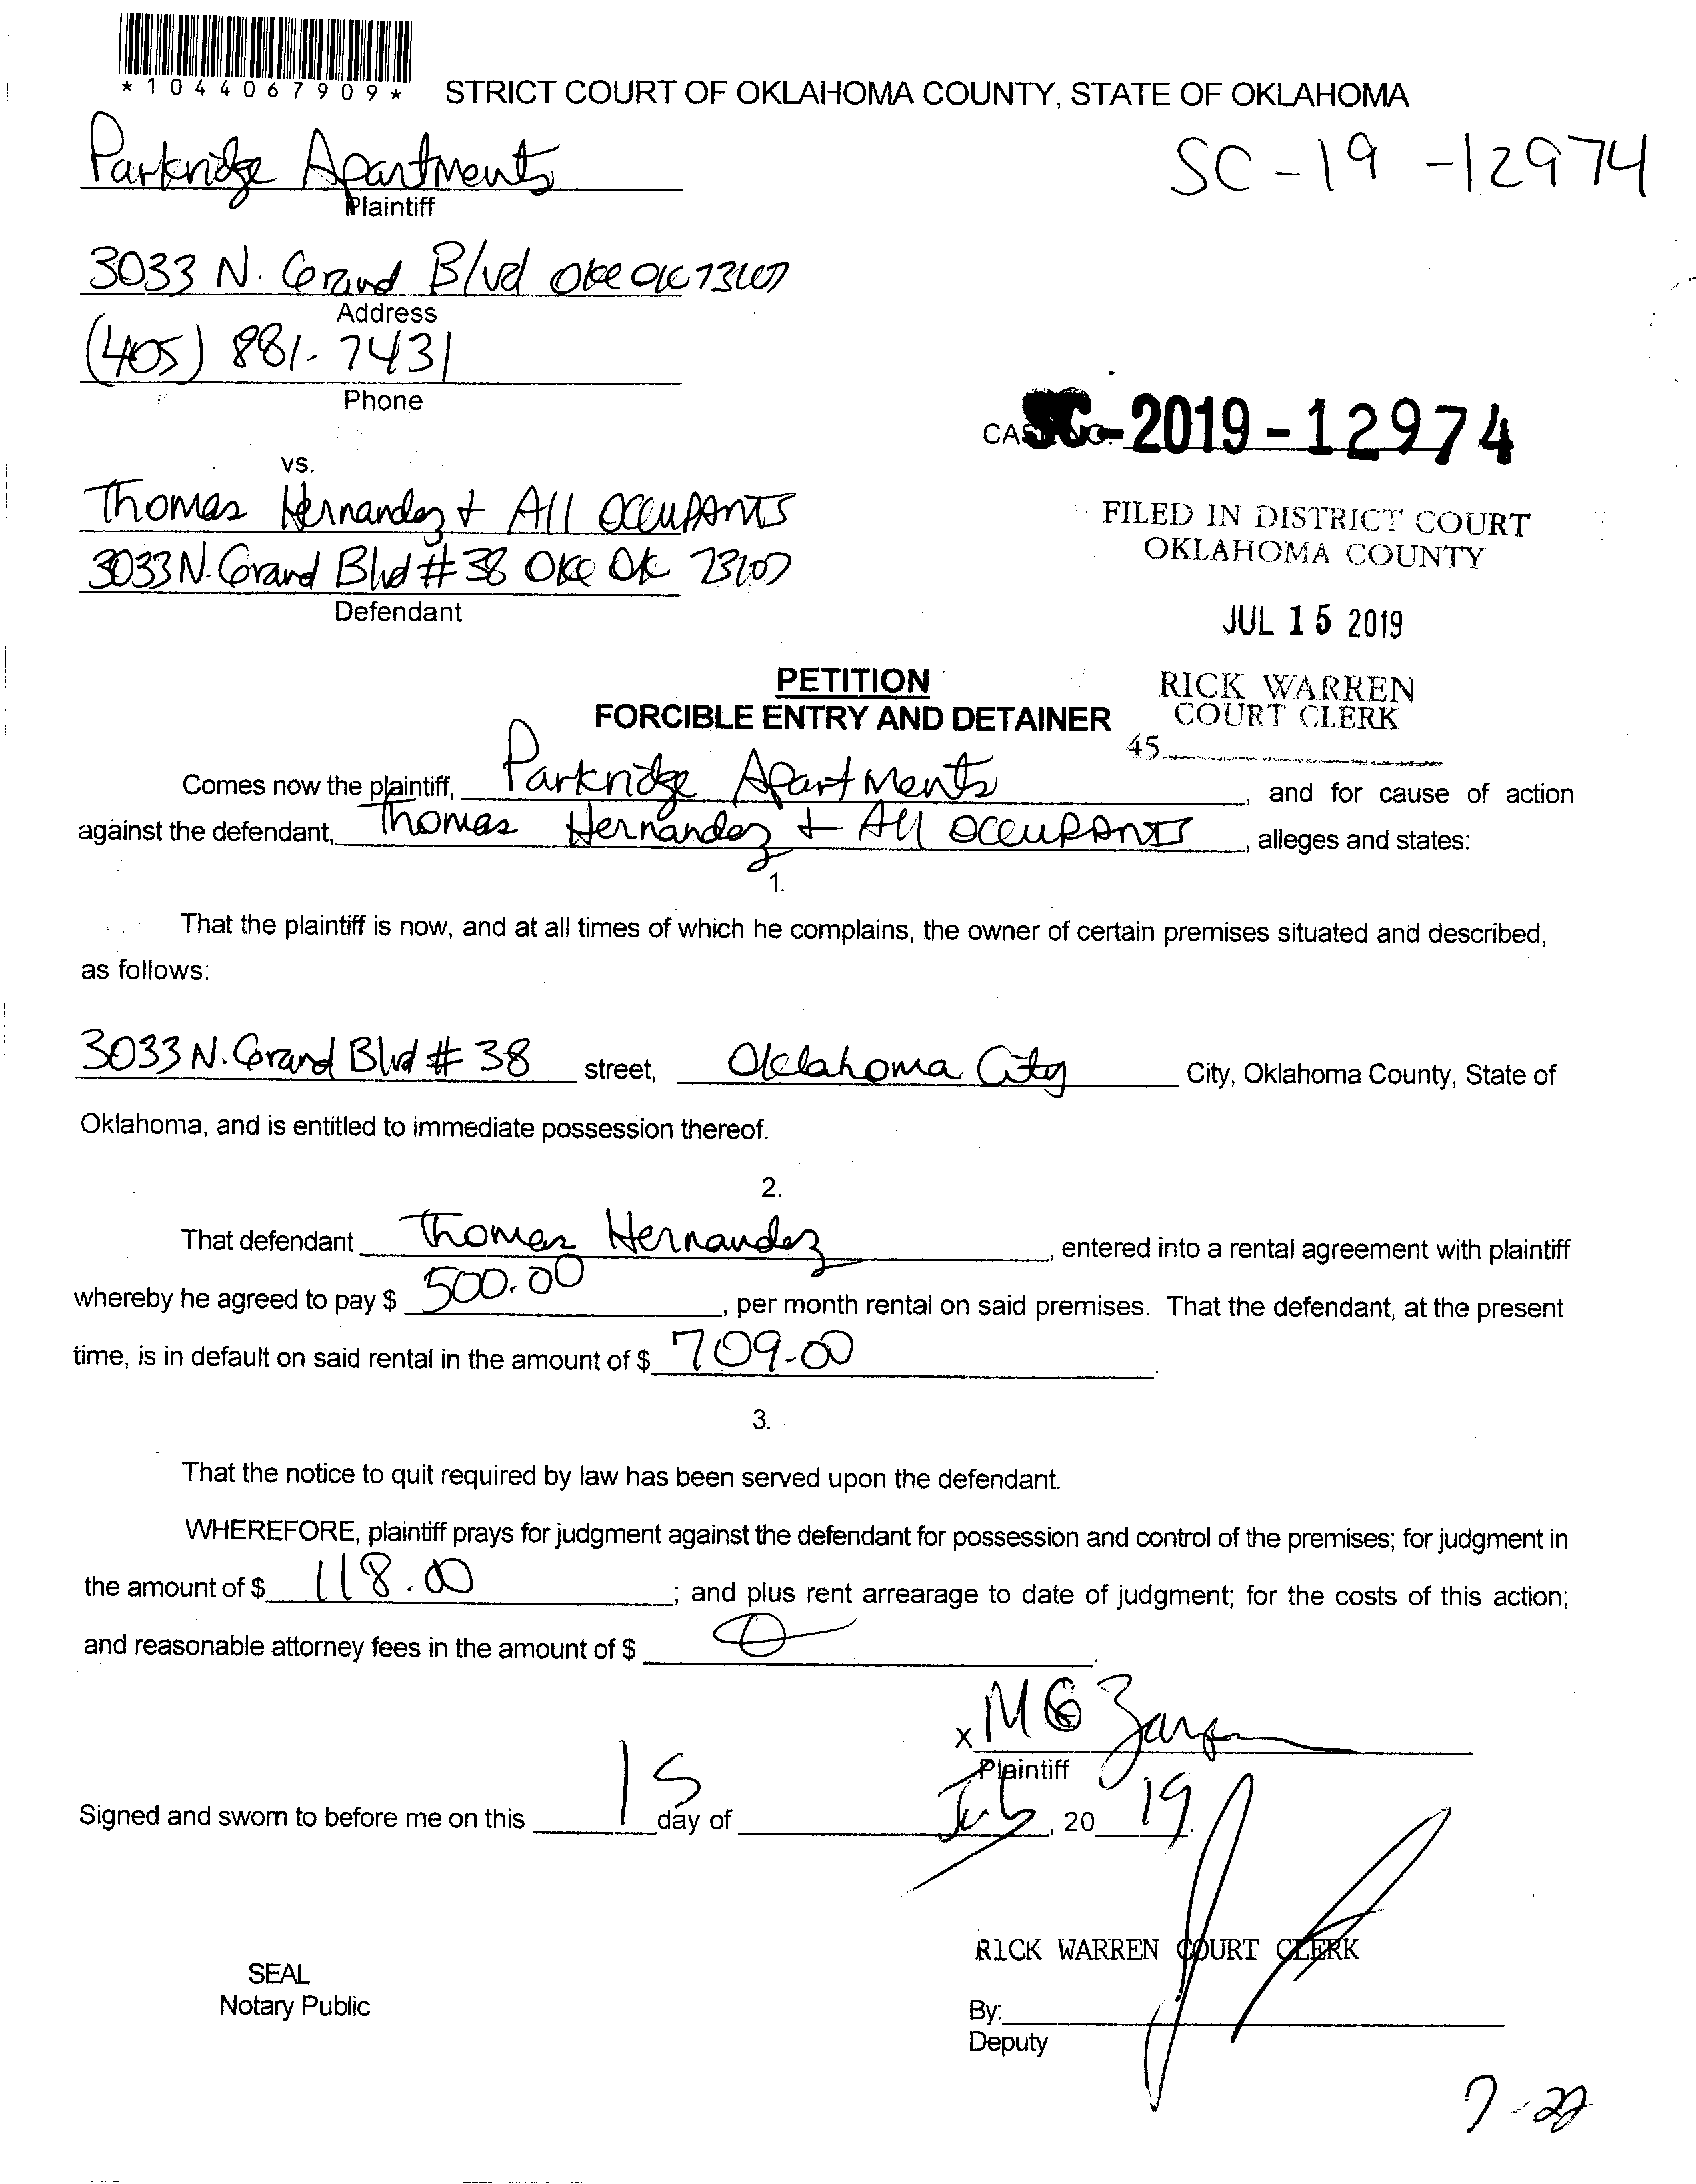 *1044067909*
STRICT COURT OF OKLAHOMA COUNTY, STATE OF OKLAHOMA
Parkridge Apartments
SC-19-12974
Plaintiff
3033 N. Grand Blvd OKC OK 73107
Address
(405) 881-7431
Phone
SC-2019-12974
vs.
Thomas Hernandez + All OCCUPANTS
3033 N. Grand Blvd # 38 OKC OK 73107
Defendant
FILED IN DISTRICT COURT
OKLAHOMA COUNTY
JUL 15 2019
RICK WARREN
COURT CLERK
45
PETITION
FORCIBLE ENTRY AND DETAINER
Comes now the plaintiff, Parkridge Apartments, and for cause of action
against the defendant, Thomas Hernandez + All OCCUPANTS, alleges and states:
1.
That the plaintiff is now, and at all times of which he complains, the owner of certain premises situated and described,
as follows:
3033 N. Grand Blvd # 38 street, Oklahoma City City, Oklahoma County, State of
Oklahoma, and is entitled to immediate possession thereof.
2.
That defendant Thomas Hernandez, entered into a rental agreement with plaintiff
whereby he agreed to pay $ 500.00, per month rental on said premises. That the defendant, at the present
time, is in default on said rental in the amount of $ 709.00.
3.
That the notice to quit required by law has been served upon the defendant.
WHEREFORE, plaintiff prays for judgment against the defendant for possession and control of the premises; for judgment in
the amount of $ 118.00; and plus rent arrearage to date of judgment; for the costs of this action;
and reasonable attorney fees in the amount of $ 0.
x
Plaintiff
Signed and sworn to before me on this 15 day of July, 2019.
RICK WARREN COURT CLERK
SEAL
Notary Public
By:
Deputy
7-22